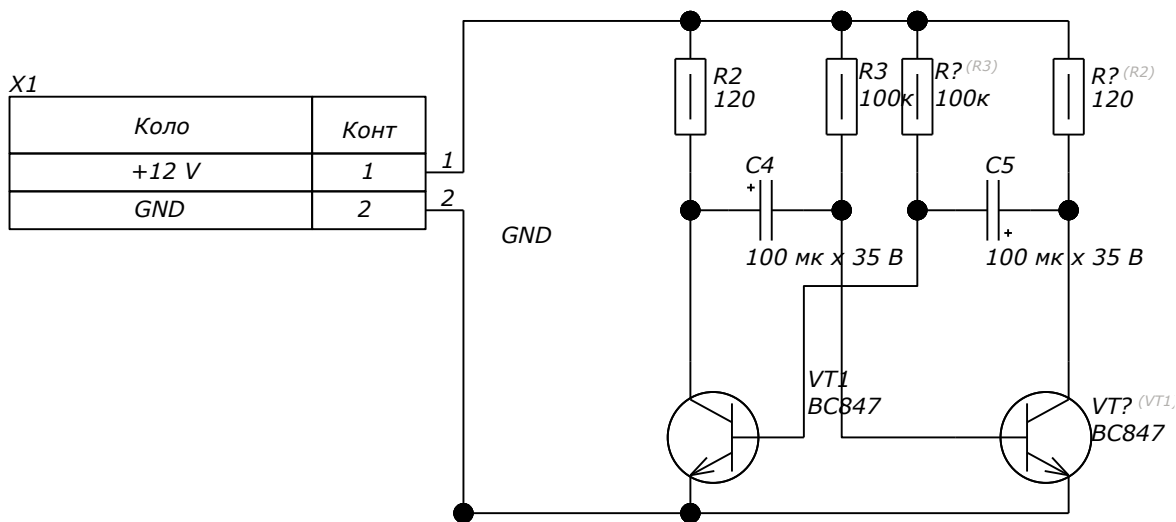 X1
Коло Конт
+12 V 1 1
GND 2 2
GND
R2
120
R3
100к
R? (R3)
100к
R? (R2)
120
C4
+
100 мк х 35 В
C5
+
100 мк х 35 В
VT1
BC847
VT? (VT1)
BC847